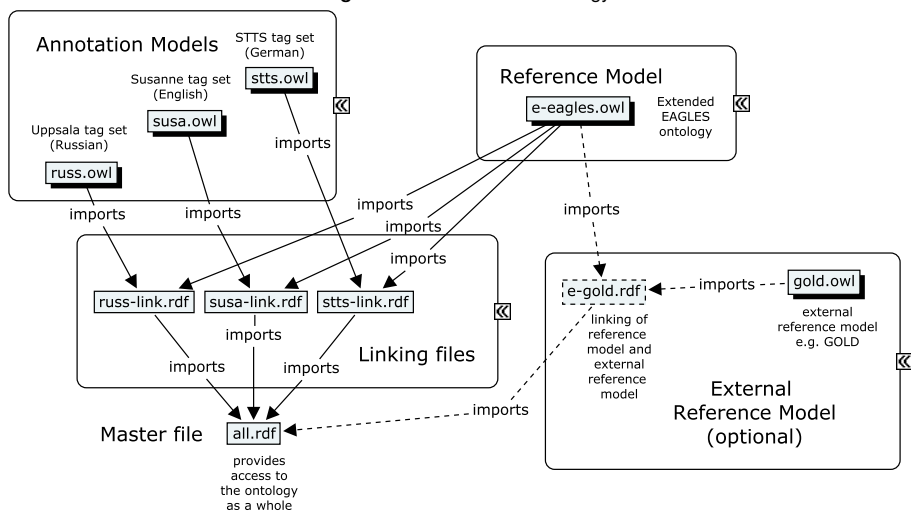 Annotation Models
STTS tag set
(German)
stts.owl
Susanne tag set
(English)
susa.owl
Uppsala tag set
(Russian)
russ.owl
Reference Model
e-eagles.owl
Extended
EAGLES
ontology
imports
imports
imports
imports
imports
imports
imports
russ-link.rdf
susa-link.rdf
stts-link.rdf
imports
imports
imports
Linking files
e-gold.rdf
imports
gold.owl
linking of
reference
model and
external
reference
model
external
reference model
e.g. GOLD
External
Reference Model
(optional)
imports
Master file
all.rdf
provides
access to
the ontology
as a whole